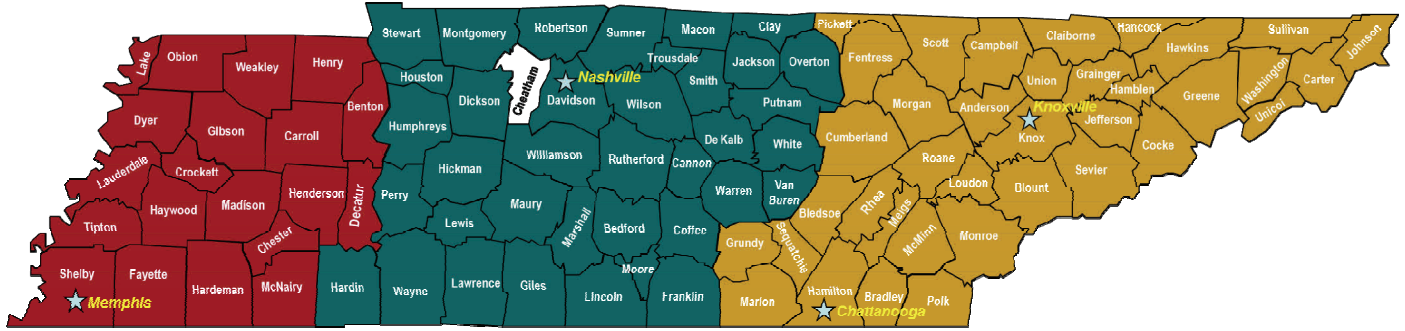 Lake
Obion
Weakley
Henry
Stewart
Montgomery
Robertson
Sumner
Macon
Clay
Pickett
Scott
Campbell
Claiborne
Hancock
Hawkins
Sullivan
Johnson
Dyer
Gibson
Carroll
Benton
Houston
Dickson
Cheatham
Nashville
Davidson
Trousdale
Wilson
Smith
Jackson
Overton
Fentress
Morgan
Anderson
Union
Grainger
Hamblen
Greene
Washington
Unicoi
Carter
Lauderdale
Crockett
Humphreys
Hickman
Williamson
Rutherford
Cannon
De Kalb
Putnam
White
Cumberland
Roane
Loudon
Knoxville
Knox
Jefferson
Cocke
Sevier
Blount
Tipton
Haywood
Madison
Henderson
Decatur
Perry
Lewis
Maury
Marshall
Bedford
Coffee
Warren
Van
Buren
Bledsoe
Rhea
Meigs
McMinn
Monroe
Shelby
Memphis
Fayette
Hardeman
Chester
McNairy
Hardin
Wayne
Lawrence
Giles
Lincoln
Moore
Franklin
Grundy
Sequatchie
Marion
Hamilton
Chattanooga
Bradley
Polk